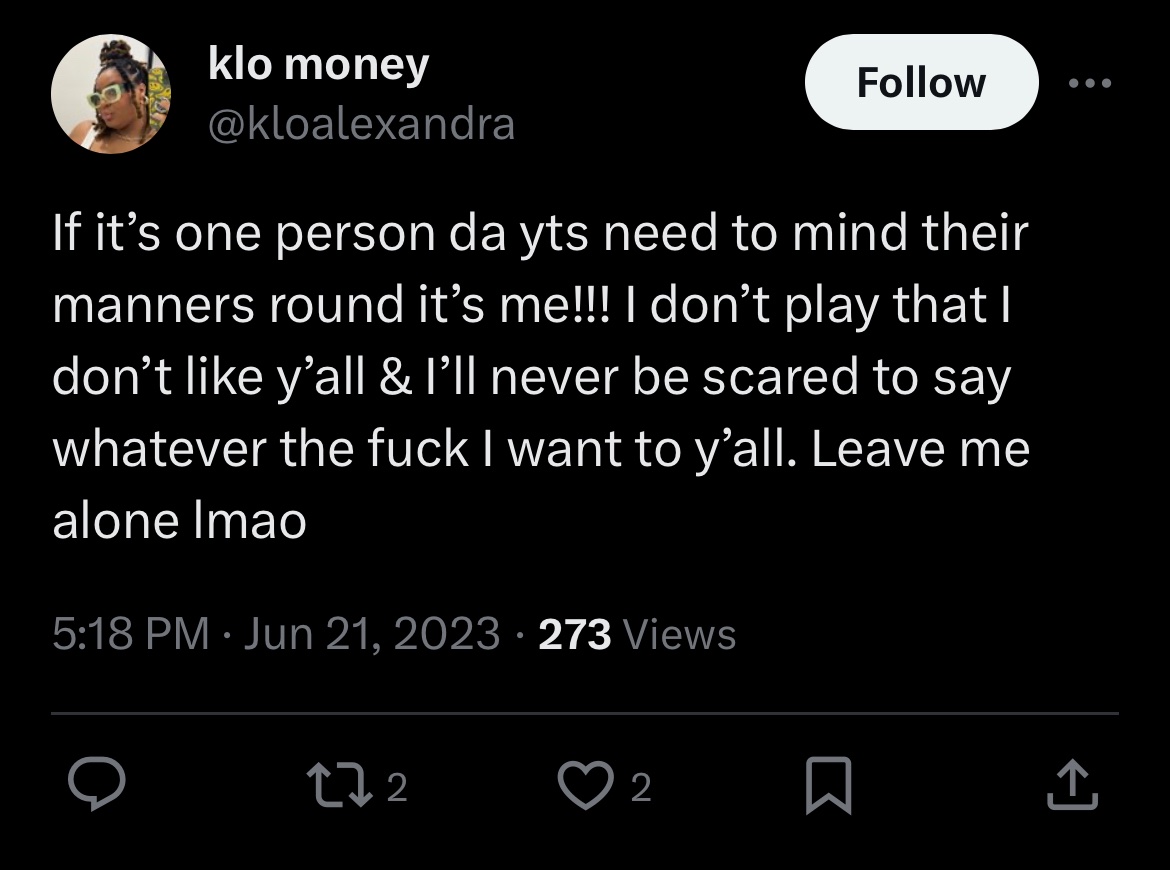 klo money
@kloalexandra
Follow
If it’s one person da yts need to mind their
manners round it’s me!!! I don’t play that I
don’t like y’all & I’ll never be scared to say
whatever the fuck I want to y’all. Leave me
alone lmao
5:18 PM · Jun 21, 2023 · 273 Views
2
2